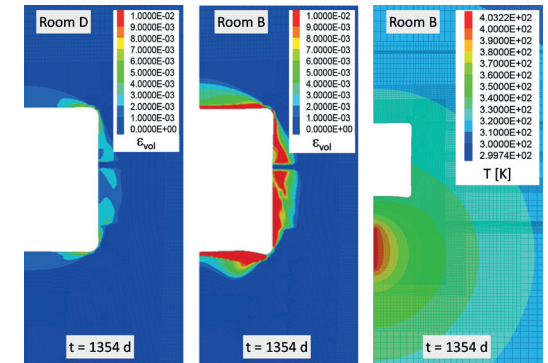 Room D
1.0000E-02
9.0000E-03
8.0000E-03
7.0000E-03
6.0000E-03
5.0000E-03
4.0000E-03
3.0000E-03
2.0000E-03
1.0000E-03
0.0000E+00
εvol
t = 1354 d
Room B
1.0000E-02
9.0000E-03
8.0000E-03
7.0000E-03
6.0000E-03
5.0000E-03
4.0000E-03
3.0000E-03
2.0000E-03
1.0000E-03
0.0000E+00
εvol
t = 1354 d
Room B
4.0322E+02
4.0000E+02
3.9000E+02
3.8000E+02
3.7000E+02
3.6000E+02
3.5000E+02
3.4000E+02
3.3000E+02
3.2000E+02
3.1000E+02
3.0000E+02
2.9974E+02
T [K]
t = 1354 d